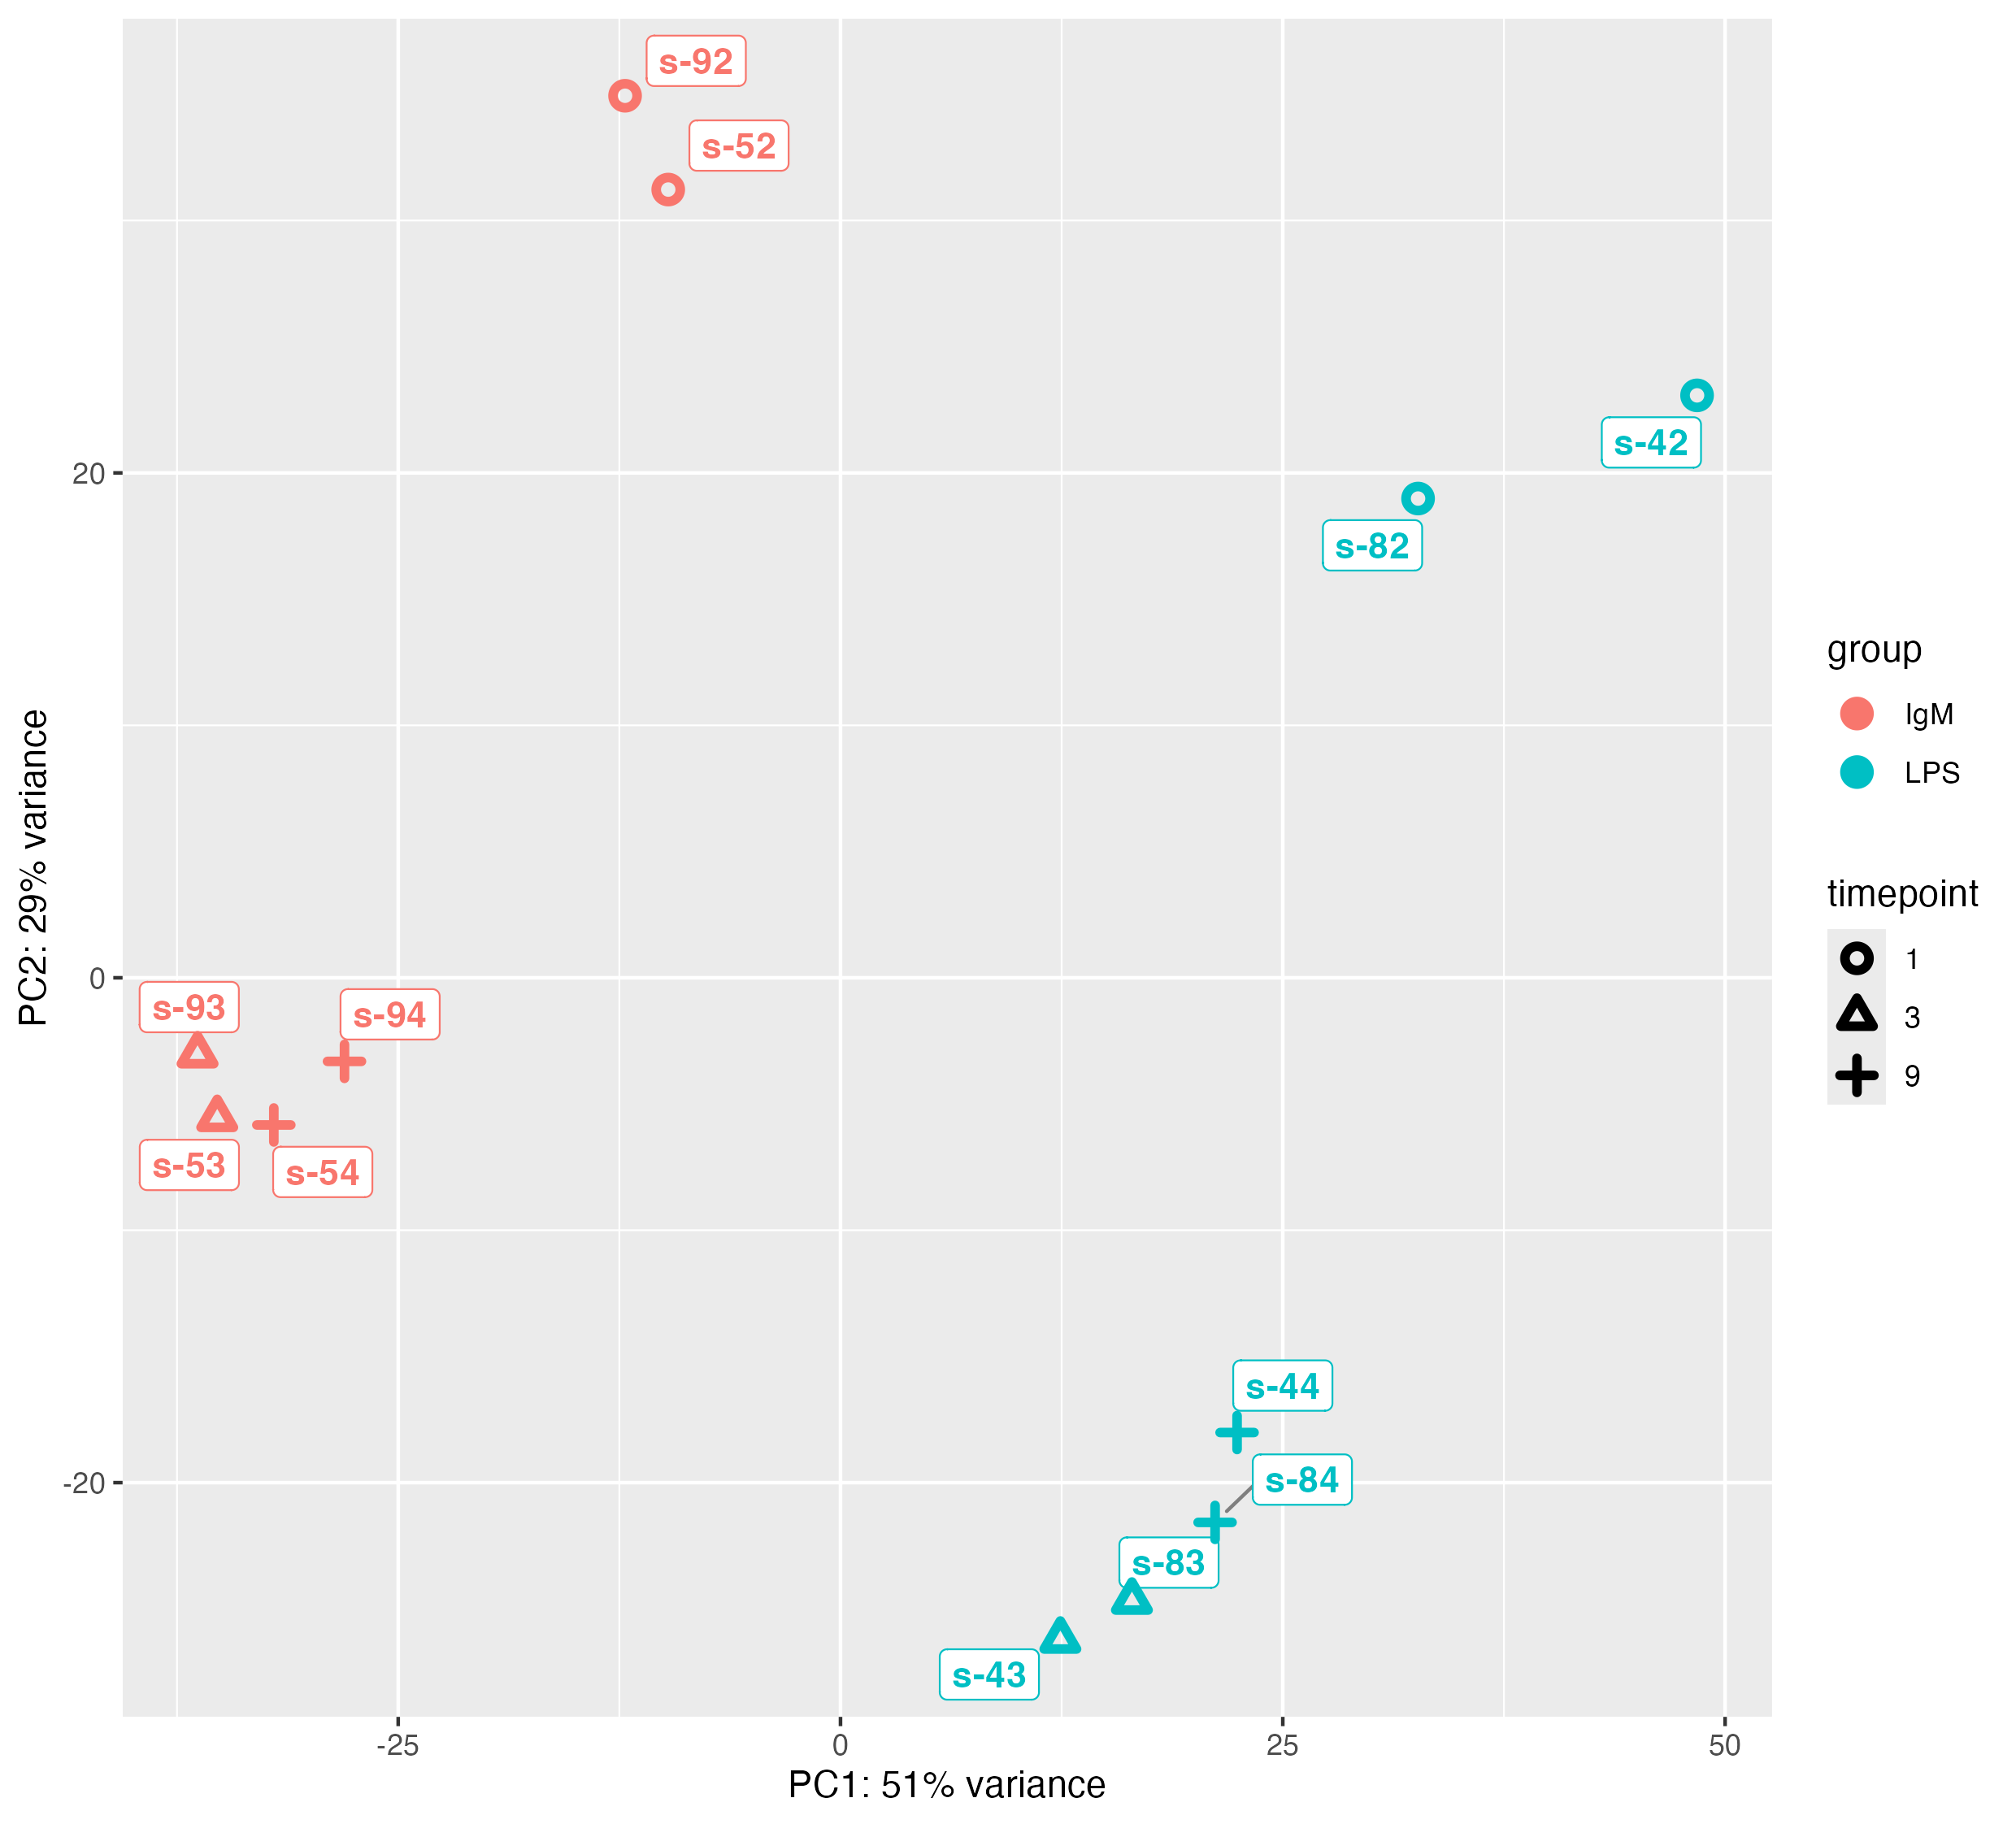 s-92
s-52
s-42
20
s-82
group
IgM
LPS
PC2: 29% variance
timepoint
1
0
s-93
s-94
3
9
s-53
s-54
s-44
s-84
-20
s-83
s-43
-25
0
25
50
PC1: 51% variance